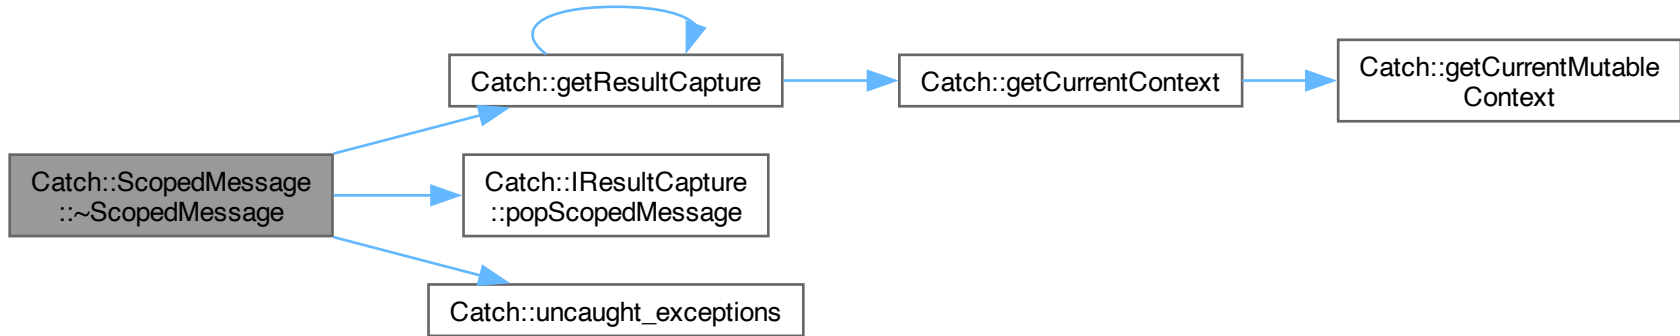 Catch::getResultCapture
Catch::getCurrentContext
Catch::getCurrentMutable
Context
Catch::ScopedMessage
::~ScopedMessage
Catch::IResultCapture
::popScopedMessage
Catch::uncaught_exceptions